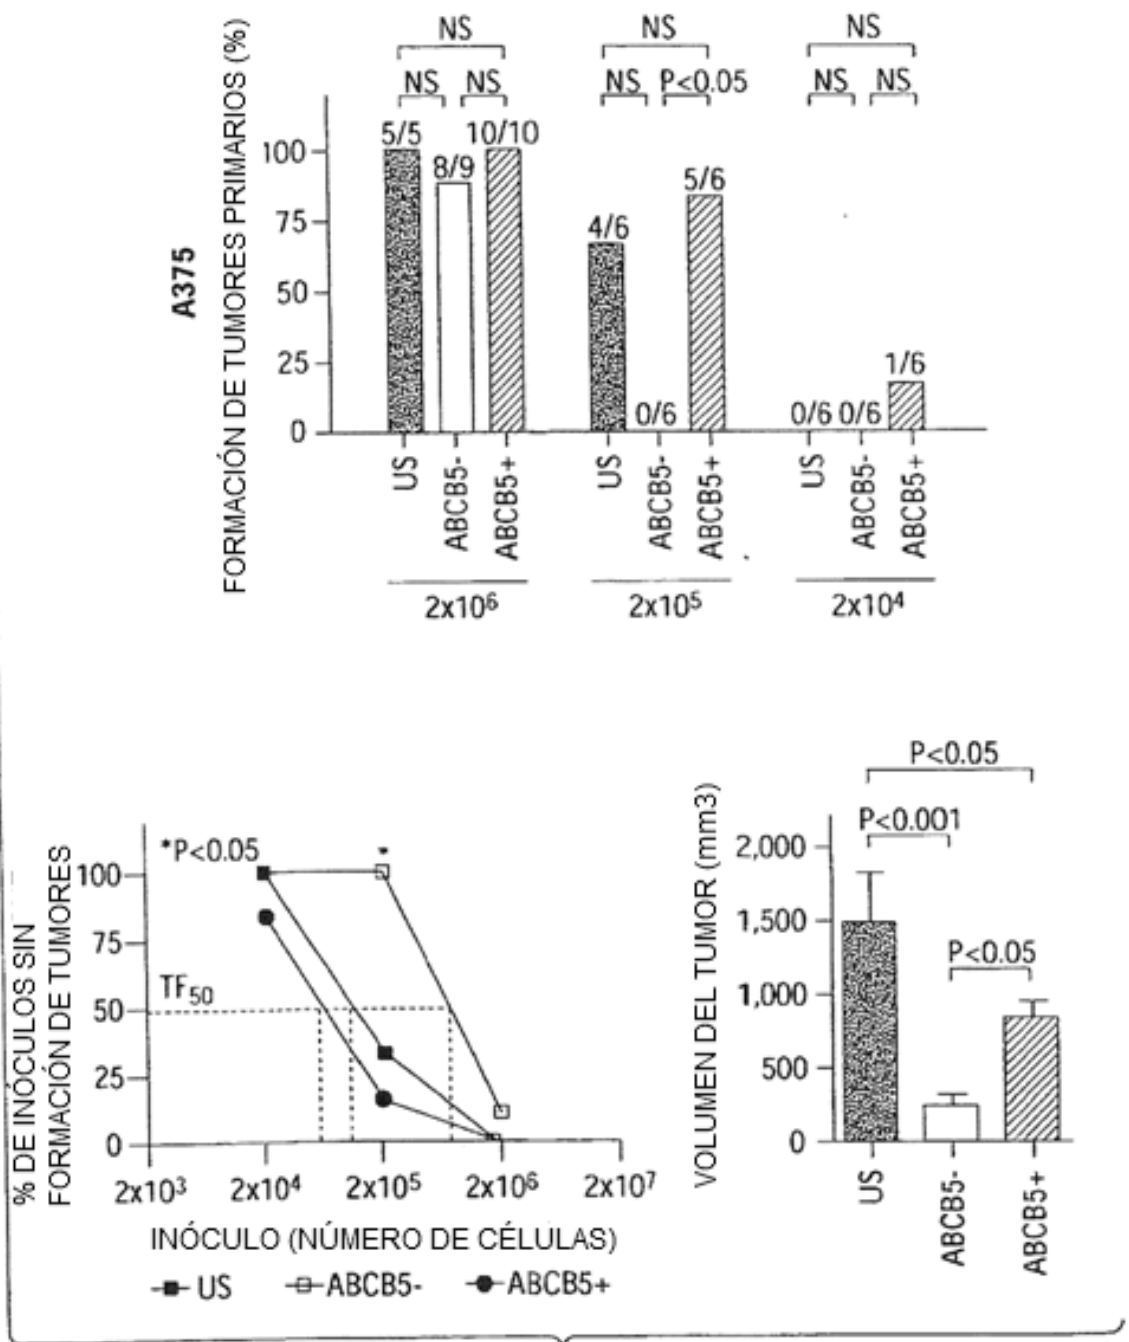 A375
FORMACIÓN DE TUMORES PRIMARIOS (%)
NS NS NS
NS NS NS P<0.05 NS NS
100
75
50
25
0
5/5 8/9 10/10
4/6 0/6 5/6
0/6 0/6 1/6
US ABCB5- ABCB5+ US ABCB5- ABCB5+ US ABCB5- ABCB5+
2x10⁶ 2x10⁵ 2x10⁴
% DE INÓCULOS SIN
FORMACIÓN DE TUMORES
*P<0.05 *
100
75
TF₅₀
50
25
0
2x10³ 2x10⁴ 2x10⁵ 2x10⁶ 2x10⁷
INÓCULO (NÚMERO DE CÉLULAS)
US ABCB5- ABCB5+
VOLUMEN DEL TUMOR (mm3)
P<0.05
P<0.001
P<0.05
2,000
1,500
1,000
500
0
US ABCB5- ABCB5+